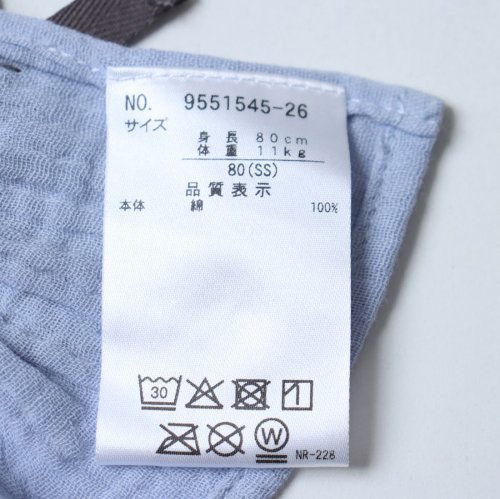 NO. 9551545-26
サイズ
身長 80cm
体重 11kg
80(SS)
品質表示
本体 綿 100%
30
W
NR-228